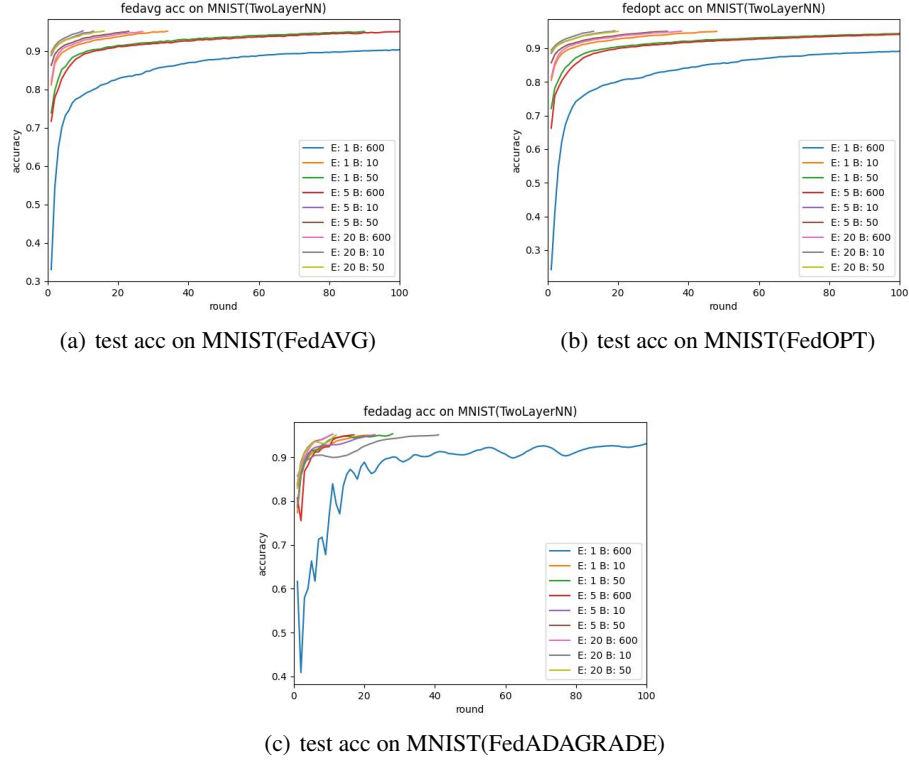 fedavg acc on MNIST(TwoLayerNN)
0.9
0.8
0.7
0.6
0.5
0.4
0.3
accuracy
E: 1 B: 600
E: 1 B: 10
E: 1 B: 50
E: 5 B: 600
E: 5 B: 10
E: 5 B: 50
E: 20 B: 600
E: 20 B: 10
E: 20 B: 50
0 20 40 60 80 100
round
(a) test acc on MNIST(FedAVG)
fedopt acc on MNIST(TwoLayerNN)
0.9
0.8
0.7
0.6
0.5
0.4
0.3
accuracy
E: 1 B: 600
E: 1 B: 10
E: 1 B: 50
E: 5 B: 600
E: 5 B: 10
E: 5 B: 50
E: 20 B: 600
E: 20 B: 10
E: 20 B: 50
0 20 40 60 80 100
round
(b) test acc on MNIST(FedOPT)
fedadag acc on MNIST(TwoLayerNN)
0.9
0.8
0.7
0.6
0.5
0.4
accuracy
E: 1 B: 600
E: 1 B: 10
E: 1 B: 50
E: 5 B: 600
E: 5 B: 10
E: 5 B: 50
E: 20 B: 600
E: 20 B: 10
E: 20 B: 50
0 20 40 60 80 100
round
(c) test acc on MNIST(FedADAGRADE)